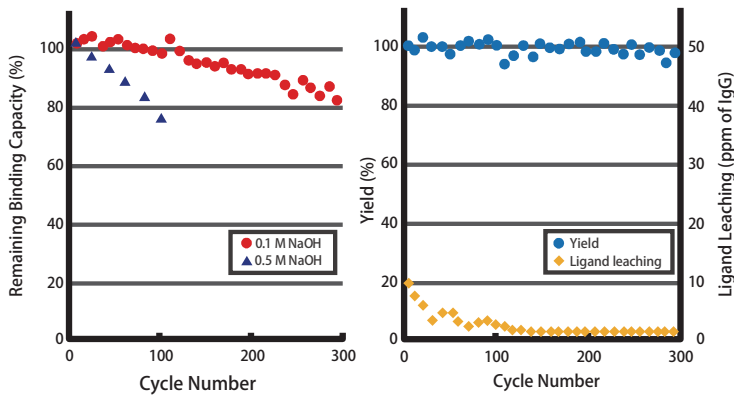 Remaining Binding Capacity (%)
100
80
60
40
20
0
0
100
200
300
Cycle Number
0.1 M NaOH
0.5 M NaOH
Yield (%)
100
80
60
40
20
0
0
100
200
300
Cycle Number
Yield
Ligand leaching
50
40
30
20
10
0
Ligand Leaching (ppm of IgG)